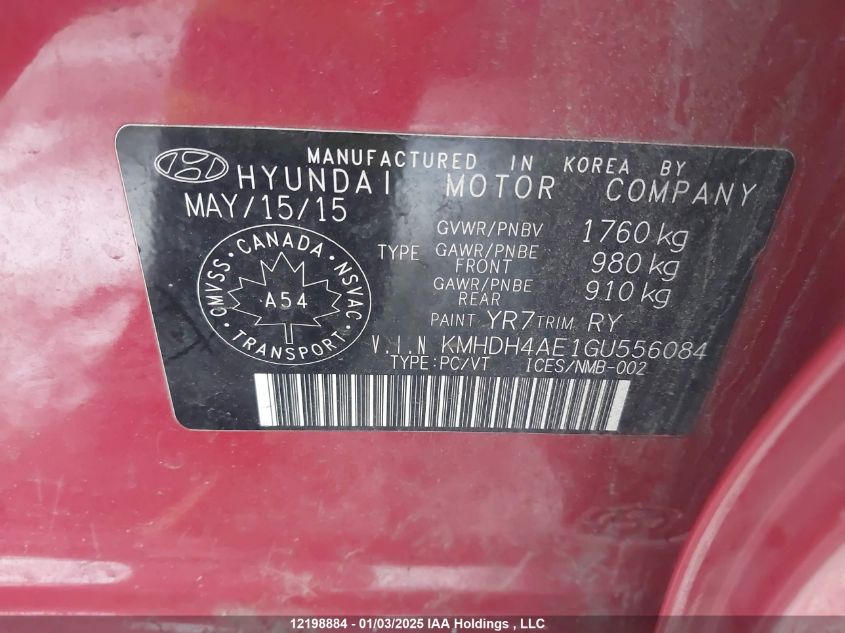 MANUFACTURED IN KOREA BY
HYUNDAI MOTOR COMPANY
MAY/15/15
GVWR/PNBV 1760 kg
TYPE
GAWR/PNBE FRONT 980 kg
GAWR/PNBE REAR 910 kg
CANADA
CMVSS NSVAC
A54
TRANSPORT
PAINT YR7 TRIM RY
V.I.N KMHDH4AE1GU556084
TYPE:PC/VT ICES/NMB-002
12198884 - 01/03/2025 IAA Holdings , LLC